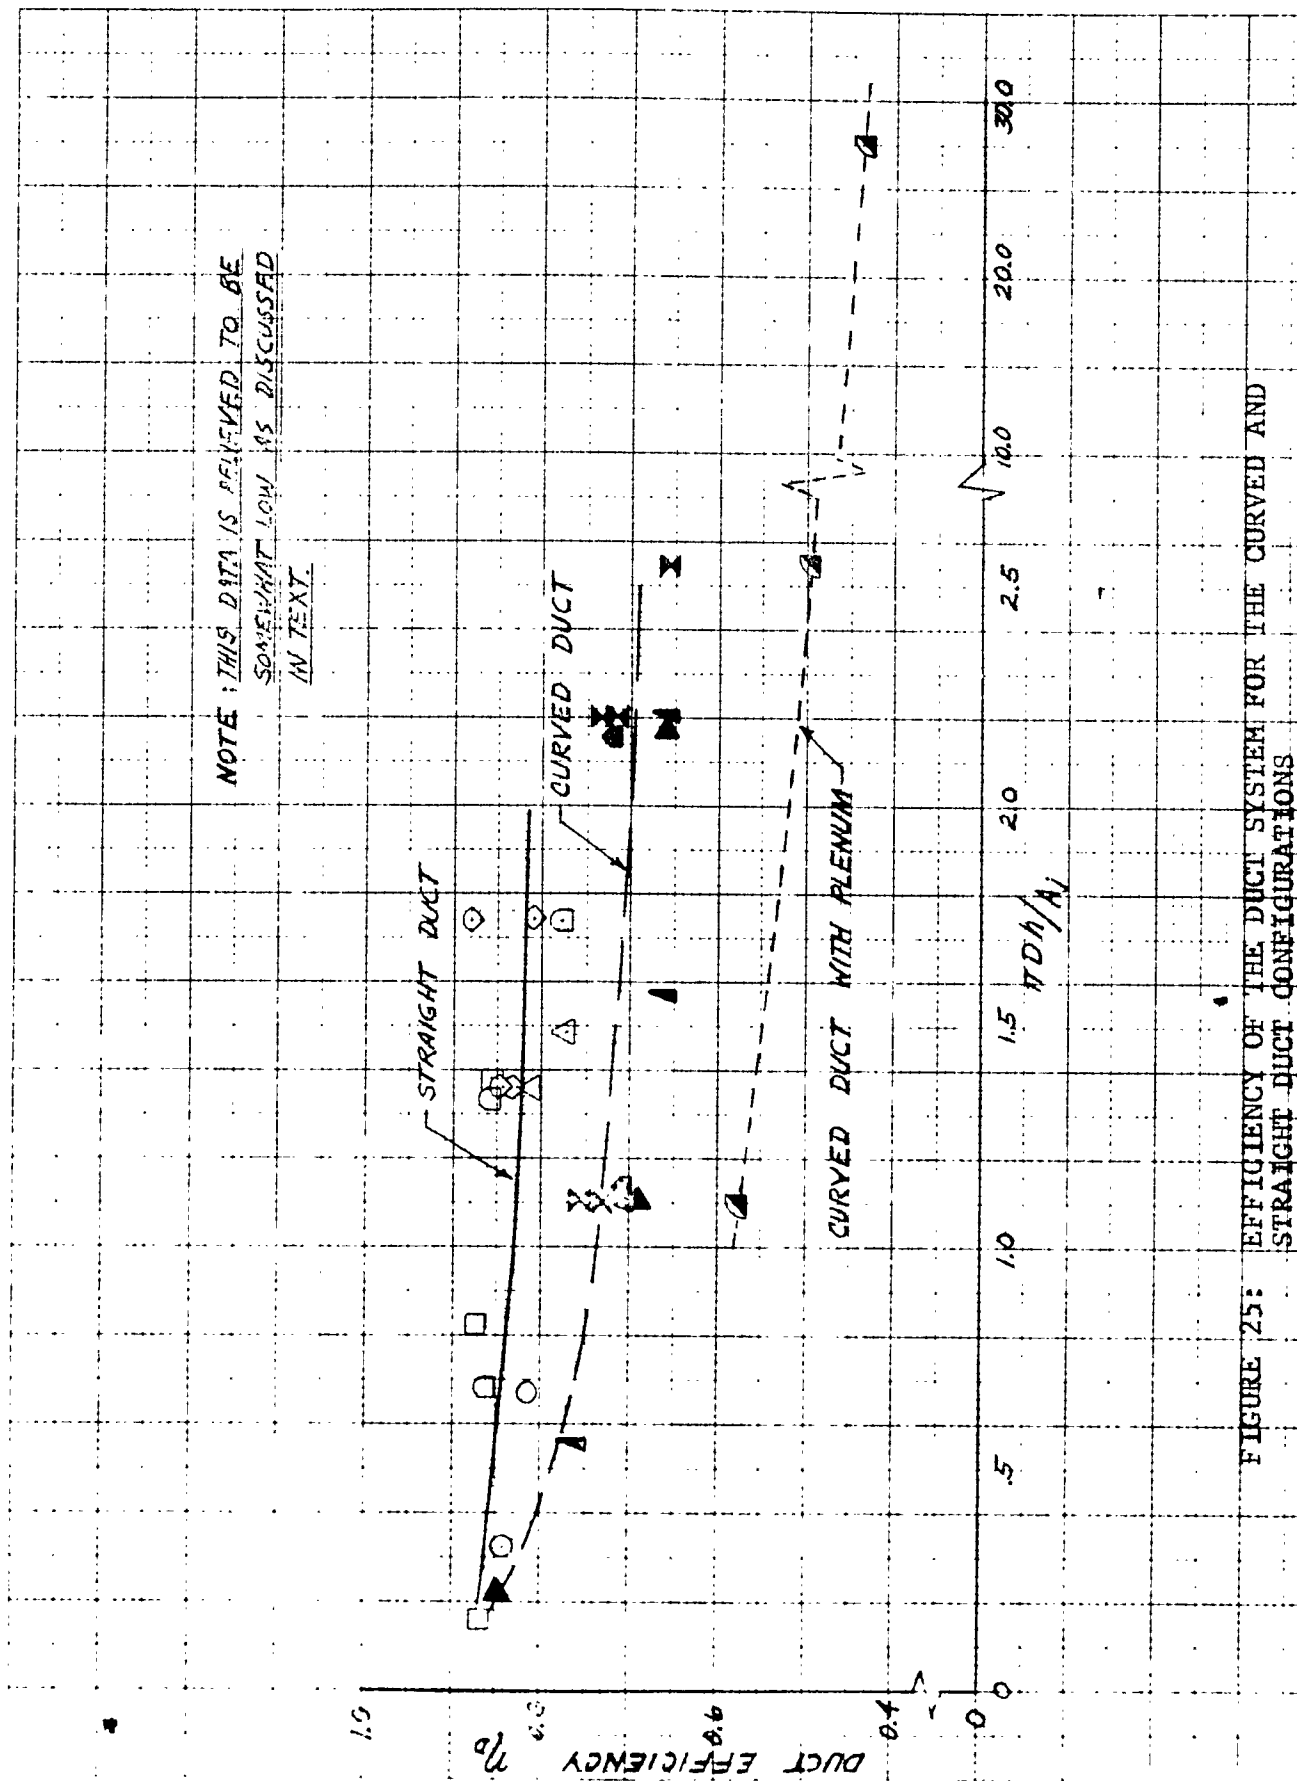 NOTE: THIS DATA IS BELIEVED TO BE
SOMEWHAT LOW AS DISCUSSED
IN TEXT.
STRAIGHT DUCT
CURVED DUCT
CURVED DUCT WITH PLENUM
DUCT EFFICIENCY ηD
1.0
0.8
0.6
0.4
0
0
.5
1.0
1.5
2.0
2.5
10.0
20.0
30.0
πDh/Aj
FIGURE 25: EFFICIENCY OF THE DUCT SYSTEM FOR THE CURVED AND
STRAIGHT DUCT CONFIGURATIONS